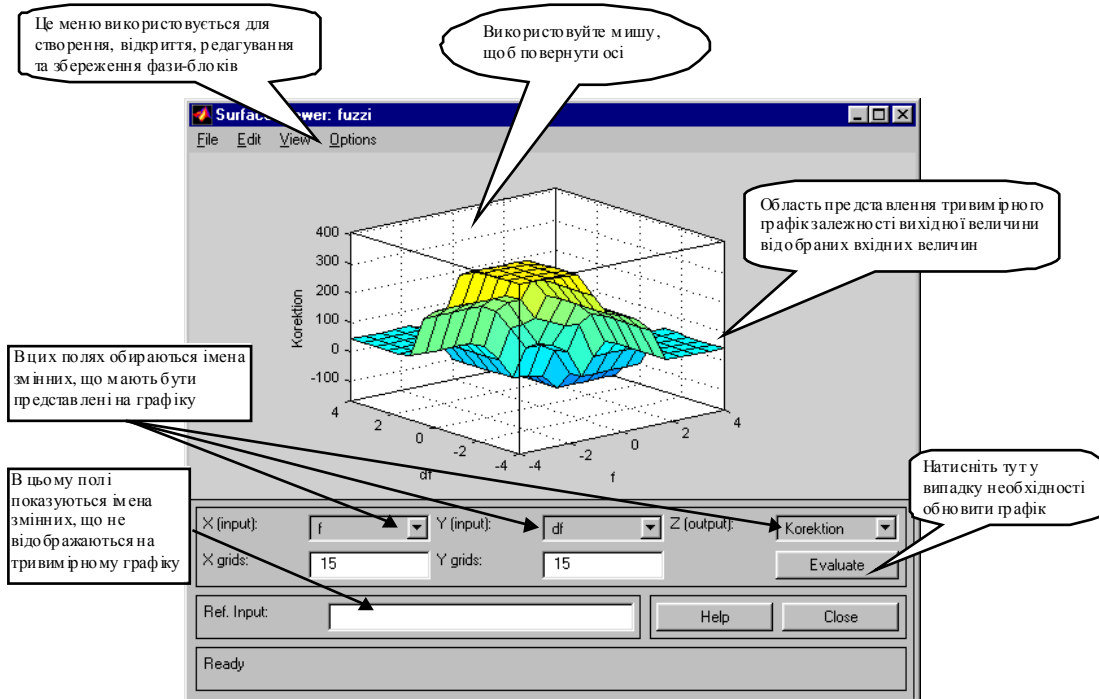 Це меню використовується для
створення, відкриття, редагування
та збереження фази-блоків
Використовуйте мишу,
щоб повернути осі
Surfac wer: fuzzi
File Edit View Options
Область представлення тривимірного
графік залежності вихідної величини
від обраних вхідних величин
400
300
200
100
0
-100
Korektion
4
2
0
-2
-4
df
-4
-2
0
2
4
f
В цих полях обираються імена
змінних, що мають бути
представлені на графіку
В цьому полі
показуються імена
змінних, що не
відображаються на
тривимірному графіку
Натисніть тут у
випадку необхідності
обновити графік
X (input): f Y (input): df Z (output): Korektion
X grids: 15 Y grids: 15 Evaluate
Ref. Input: Help Close
Ready